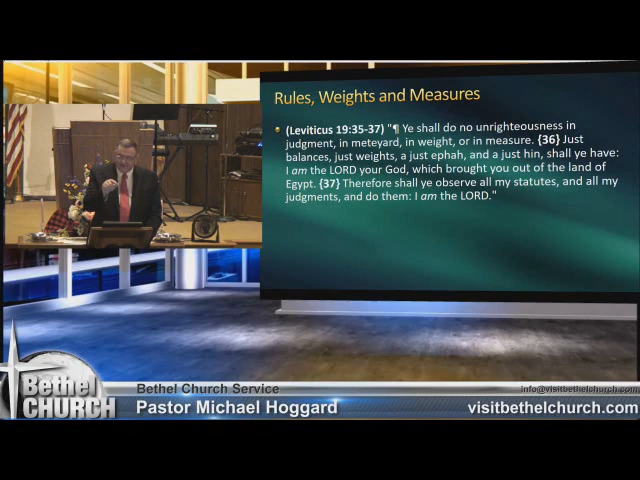 Rules, Weights and Measures
(Leviticus 19:35-37) "¶ Ye shall do no unrighteousness in
judgment, in meteyard, in weight, or in measure. {36} Just
balances, just weights, a just ephah, and a just hin, shall ye have:
I am the LORD your God, which brought you out of the land of
Egypt. {37} Therefore shall ye observe all my statutes, and all my
judgments, and do them: I am the LORD."
Bethel
CHURCH
Bethel Church Service
info@visitbethelchurch.com
Pastor Michael Hoggard
visitbethelchurch.com